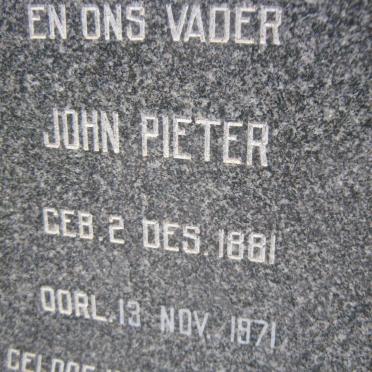 EN ONS VADER
JOHN PIETER
GEB. 2 DES. 1881
OORL. 13 NOV. 1971